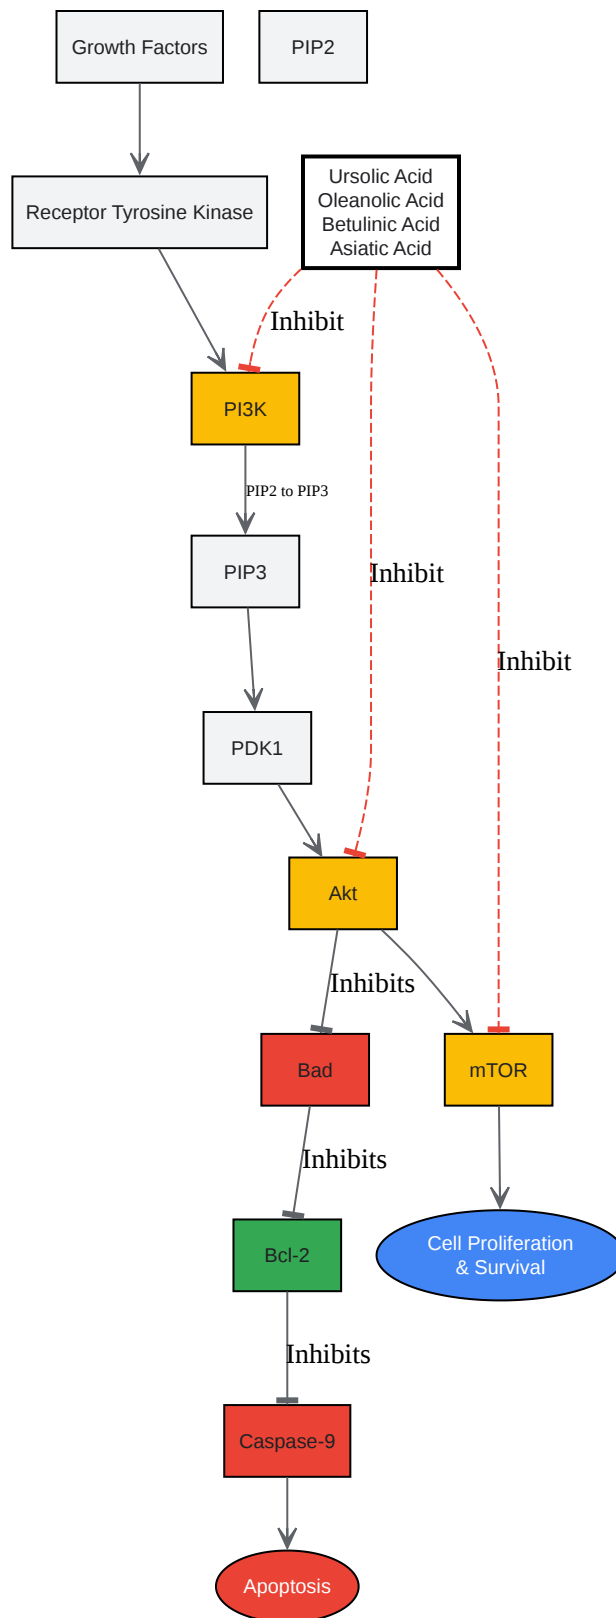 Growth Factors
PIP2
Receptor Tyrosine Kinase
Ursolic Acid
Oleanolic Acid
Betulinic Acid
Asiatic Acid
Inhibit
PI3K
PIP2 to PIP3
PIP3
Inhibit
Inhibit
PDK1
Akt
Inhibits
Bad
mTOR
Inhibits
Bcl-2
Cell Proliferation
& Survival
Inhibits
Caspase-9
Apoptosis